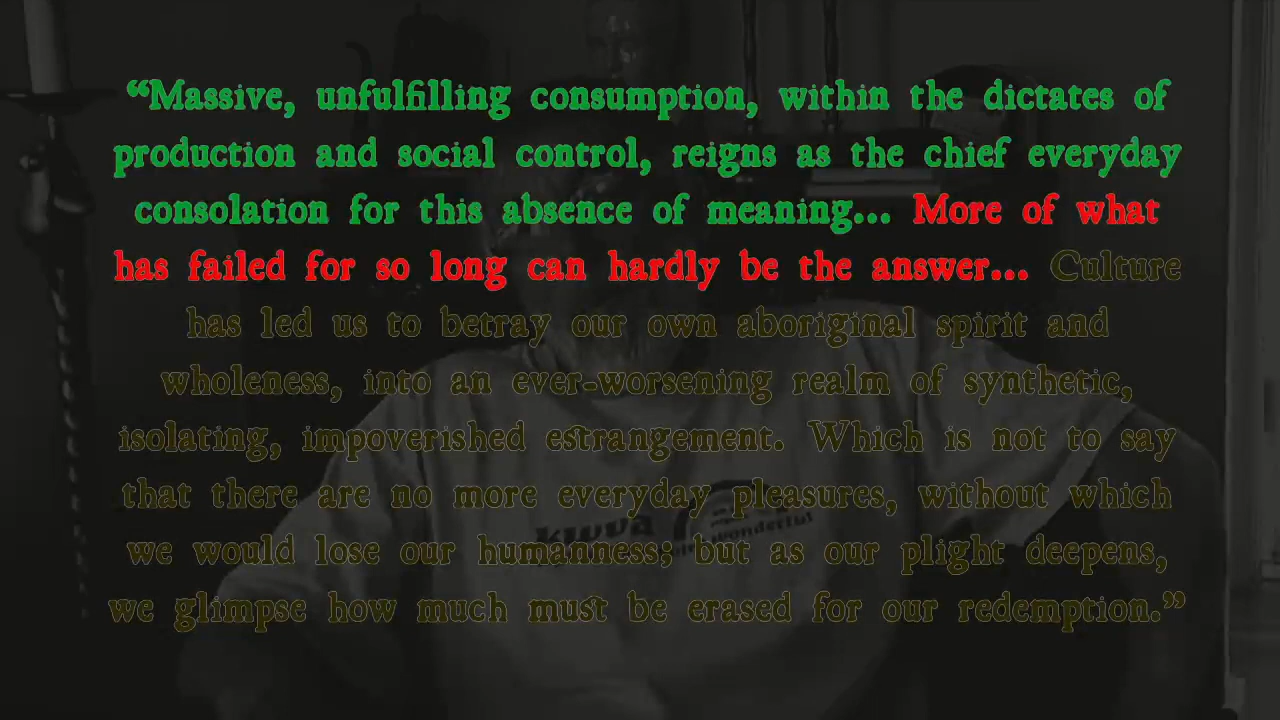 “Massive, unfulfilling consumption, within the dictates of
production and social control, reigns as the chief everyday
consolation for this absence of meaning... More of what
has failed for so long can hardly be the answer... Culture
has led us to betray our own aboriginal spirit and
wholeness, into an ever-worsening realm of synthetic,
isolating, impoverished estrangement. Which is not to say
that there are no more everyday pleasures, without which
we would lose our humanness; but as our plight deepens,
we glimpse how much must be erased for our redemption.”
kwva
wonderful